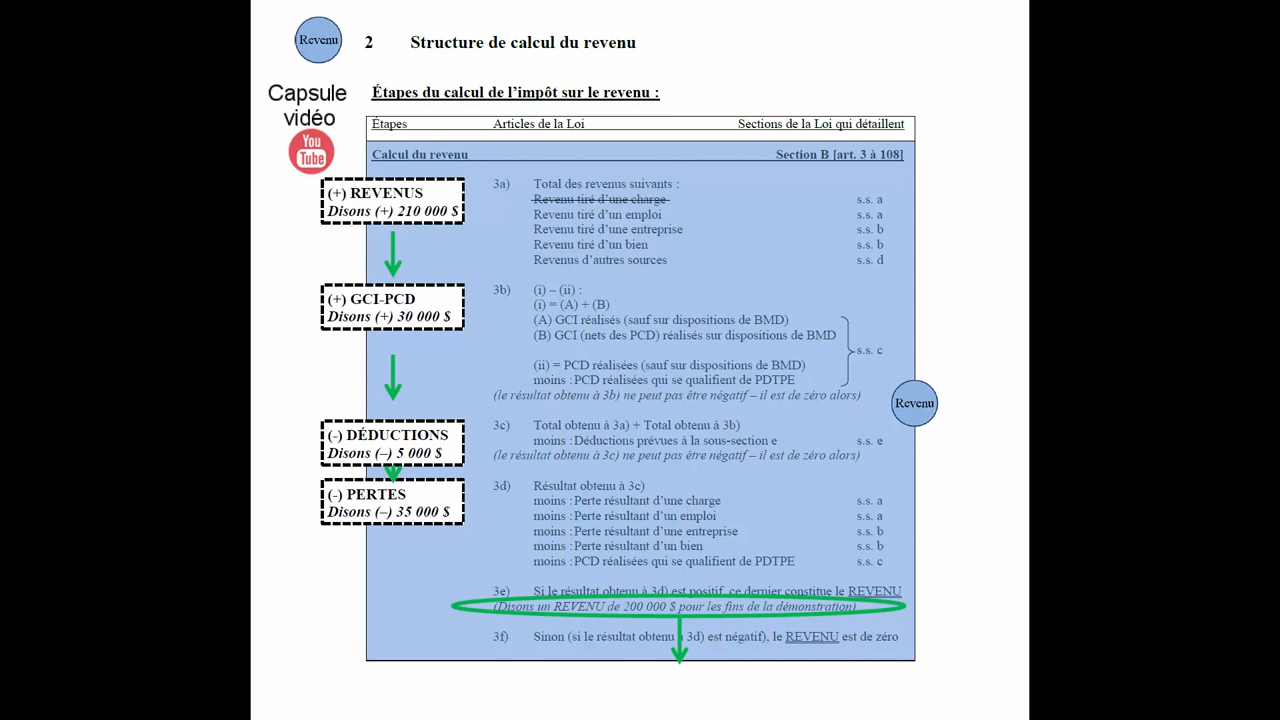 Revenu
2 Structure de calcul du revenu
Capsule vidéo
You Tube
Étapes du calcul de l'impôt sur le revenu :
Étapes Articles de la Loi Sections de la Loi qui détaillent
Calcul du revenu Section B [art. 3 à 108]
(+) REVENUS
Disons (+) 210 000 $
3a) Total des revenus suivants :
Revenu tiré d'une charge s.s. a
Revenu tiré d'un emploi s.s. a
Revenu tiré d'une entreprise s.s. b
Revenu tiré d'un bien s.s. b
Revenus d'autres sources s.s. d
(+) GCI-PCD
Disons (+) 30 000 $
3b) (i) – (ii) :
(i) = (A) + (B)
(A) GCI réalisés (sauf sur dispositions de BMD)
(B) GCI (nets des PCD) réalisés sur dispositions de BMD
s.s. c
(ii) = PCD réalisées (sauf sur dispositions de BMD)
moins : PCD réalisées qui se qualifient de PDTPE
(le résultat obtenu à 3b) ne peut pas être négatif – il est de zéro alors)
Revenu
(-) DÉDUCTIONS
Disons (–) 5 000 $
3c) Total obtenu à 3a) + Total obtenu à 3b)
moins : Déductions prévues à la sous-section e s.s. e
(le résultat obtenu à 3c) ne peut pas être négatif – il est de zéro alors)
(-) PERTES
Disons (–) 35 000 $
3d) Résultat obtenu à 3c)
moins : Perte résultant d'une charge s.s. a
moins : Perte résultant d'un emploi s.s. a
moins : Perte résultant d'une entreprise s.s. b
moins : Perte résultant d'un bien s.s. b
moins : PCD réalisées qui se qualifient de PDTPE s.s. c
3e) Si le résultat obtenu à 3d) est positif, ce dernier constitue le REVENU
(Disons un REVENU de 200 000 $ pour les fins de la démonstration)
3f) Sinon (si le résultat obtenu à 3d) est négatif), le REVENU est de zéro